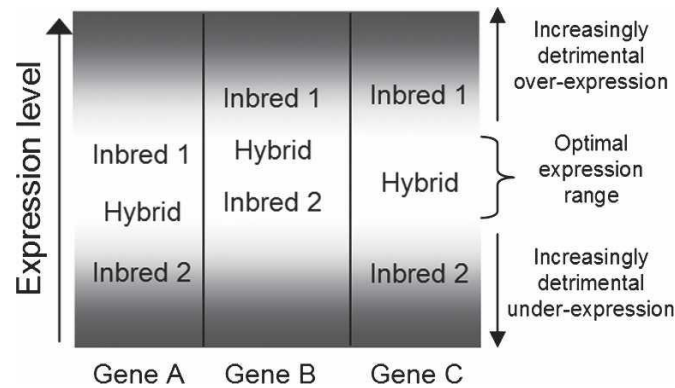 Expression level
Inbred 1
Hybrid
Inbred 2
Gene A
Inbred 1
Hybrid
Inbred 2
Gene B
Inbred 1
Hybrid
Inbred 2
Gene C
Increasingly
detrimental
over-expression
Optimal
expression
range
Increasingly
detrimental
under-expression